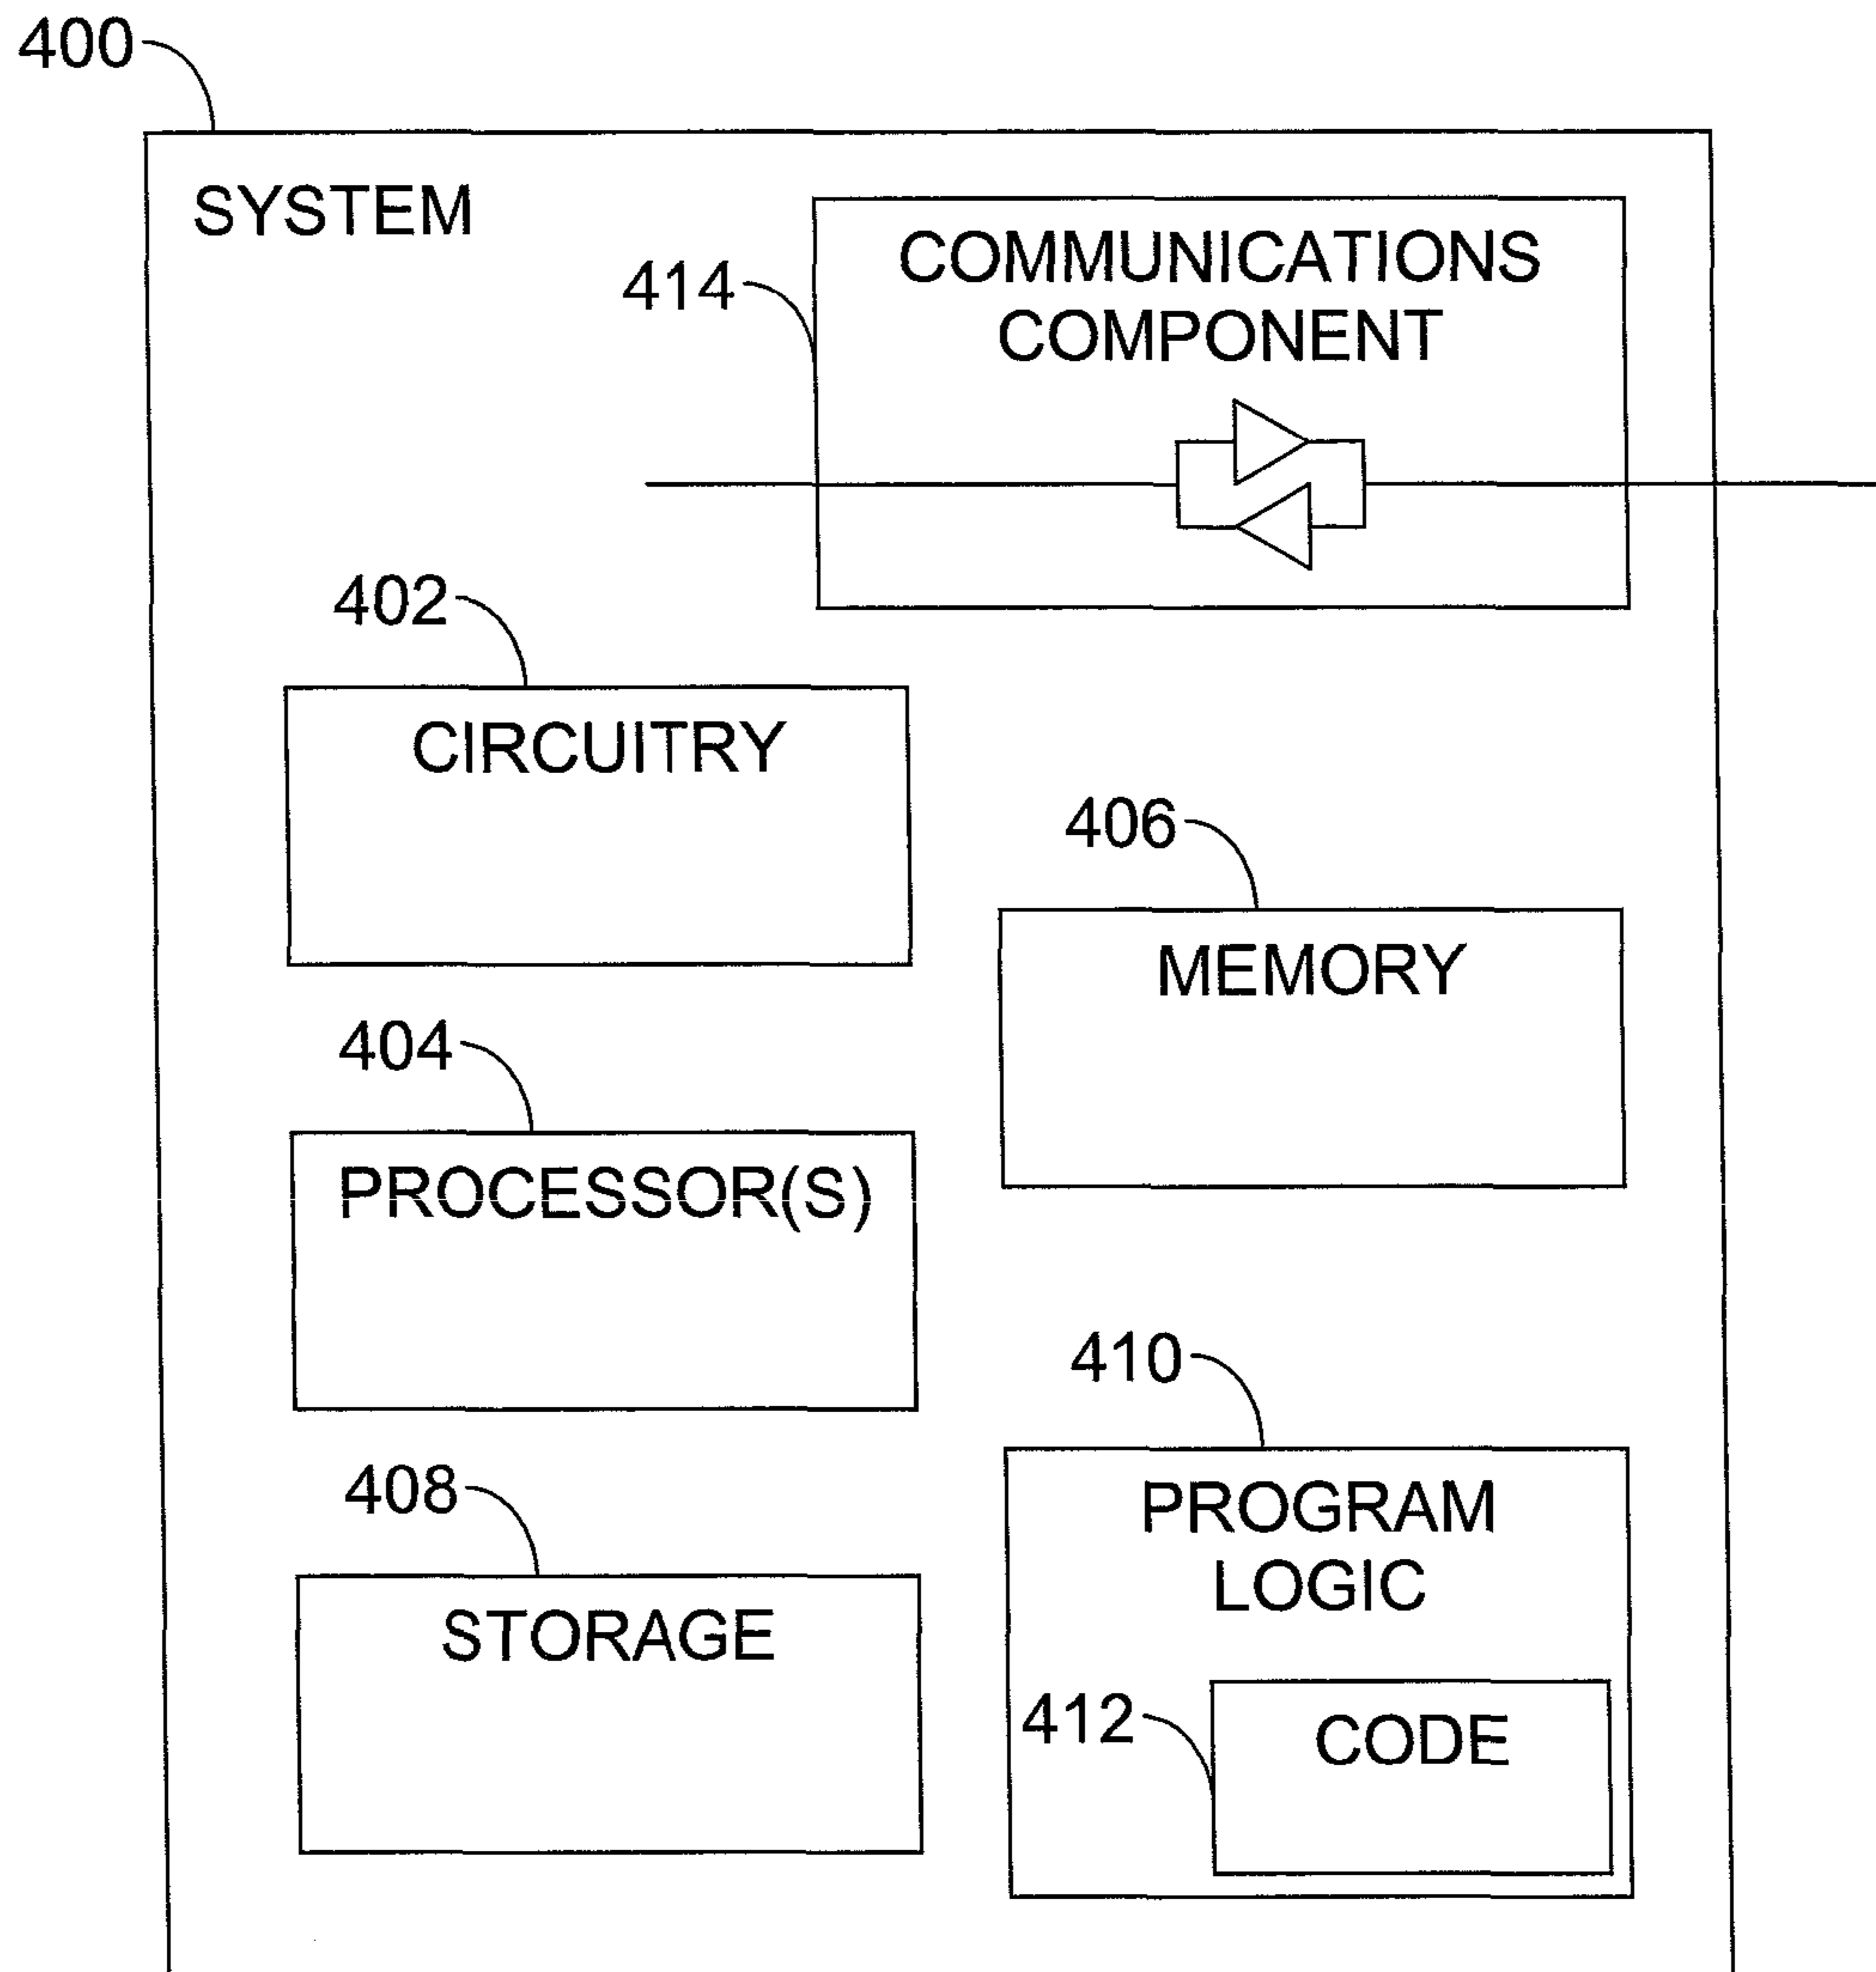 400
SYSTEM
414
COMMUNICATIONS
COMPONENT
402
CIRCUITRY
406
MEMORY
404
PROCESSOR(S)
410
PROGRAM
LOGIC
408
STORAGE
412
CODE